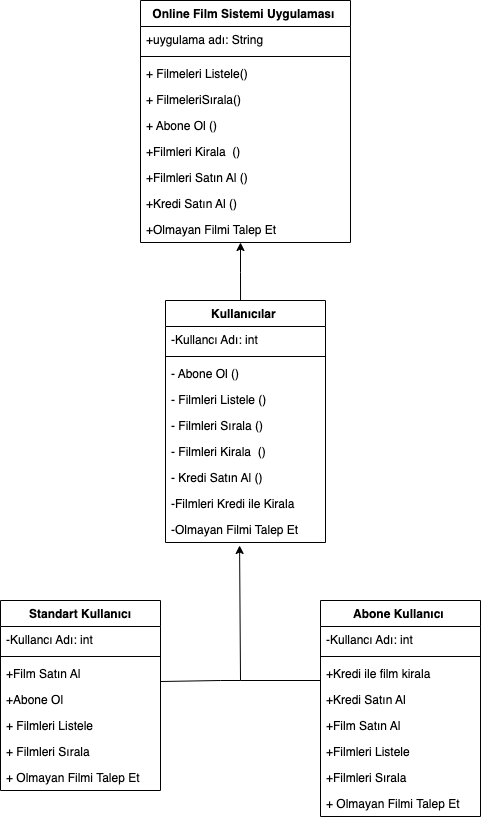 Online Film Sistemi Uygulaması
+uygulama adı: String
+ Filmeleri Listele()
+ FilmeleriSırala()
+ Abone Ol ()
+Filmleri Kirala  ()
+Filmleri Satın Al ()
+Kredi Satın Al ()
+Olmayan Filmi Talep Et
Kullanıcılar
-Kullancı Adı: int
- Abone Ol ()
- Filmleri Listele ()
- Filmleri Sırala ()
- Filmleri Kirala  ()
- Kredi Satın Al ()
-Filmleri Kredi ile Kirala
-Olmayan Filmi Talep Et
Standart Kullanıcı
-Kullancı Adı: int
+Film Satın Al
+Abone Ol
+ Filmleri Listele
+ Filmleri Sırala
+ Olmayan Filmi Talep Et
Abone Kullanıcı
-Kullancı Adı: int
+Kredi ile film kirala
+Kredi Satın Al
+Film Satın Al
+Filmleri Listele
+Filmleri Sırala
+ Olmayan Filmi Talep Et